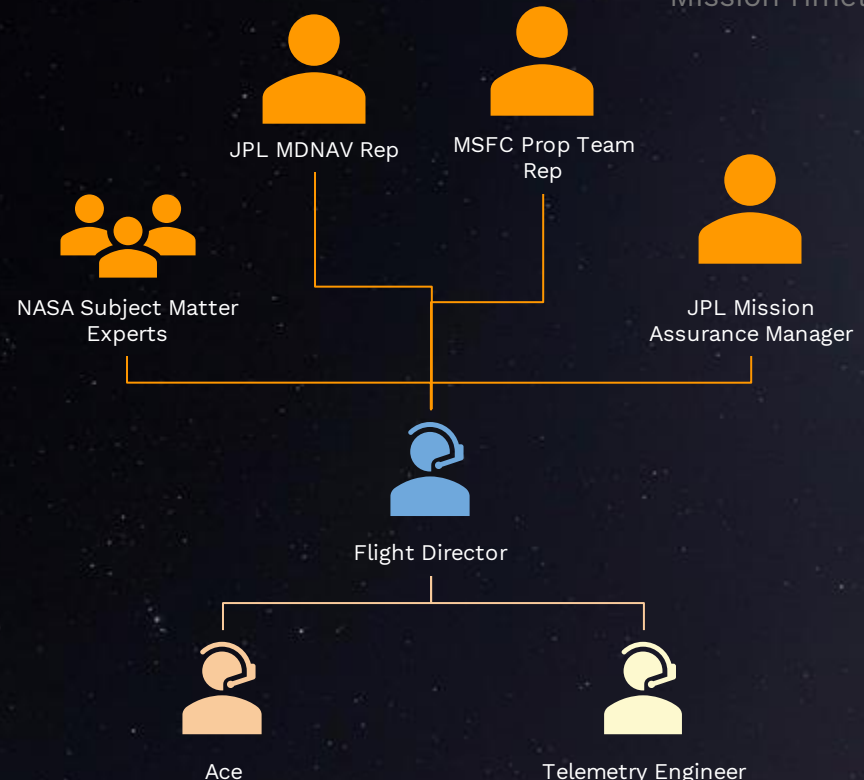 JPL MDNAV Rep
MSFC Prop Team
Rep
NASA Subject Matter
Experts
JPL Mission
Assurance Manager
Flight Director
Ace
Telemetry Engineer